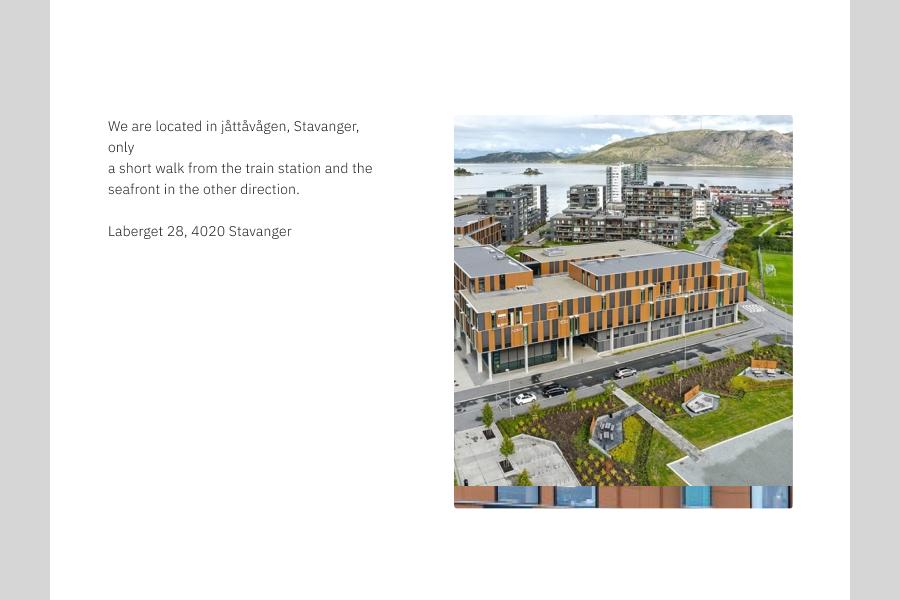 We are located in jåttåvågen, Stavanger,
only
a short walk from the train station and the
seafront in the other direction.
Laberget 28, 4020 Stavanger